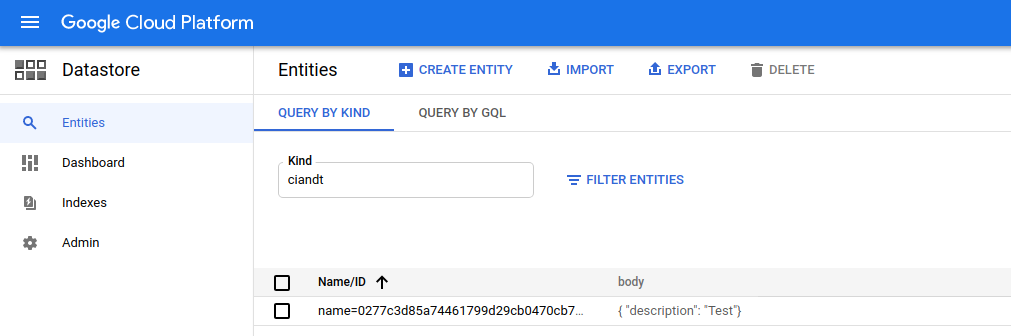 Google Cloud Platform
Datastore
Entities
Dashboard
Indexes
Admin
Entities CREATE ENTITY IMPORT EXPORT DELETE
QUERY BY KIND QUERY BY GQL
Kind
ciandt FILTER ENTITIES
Name/ID body
name=0277c3d85a74461799d29cb0470cb7... { "description": "Test"}